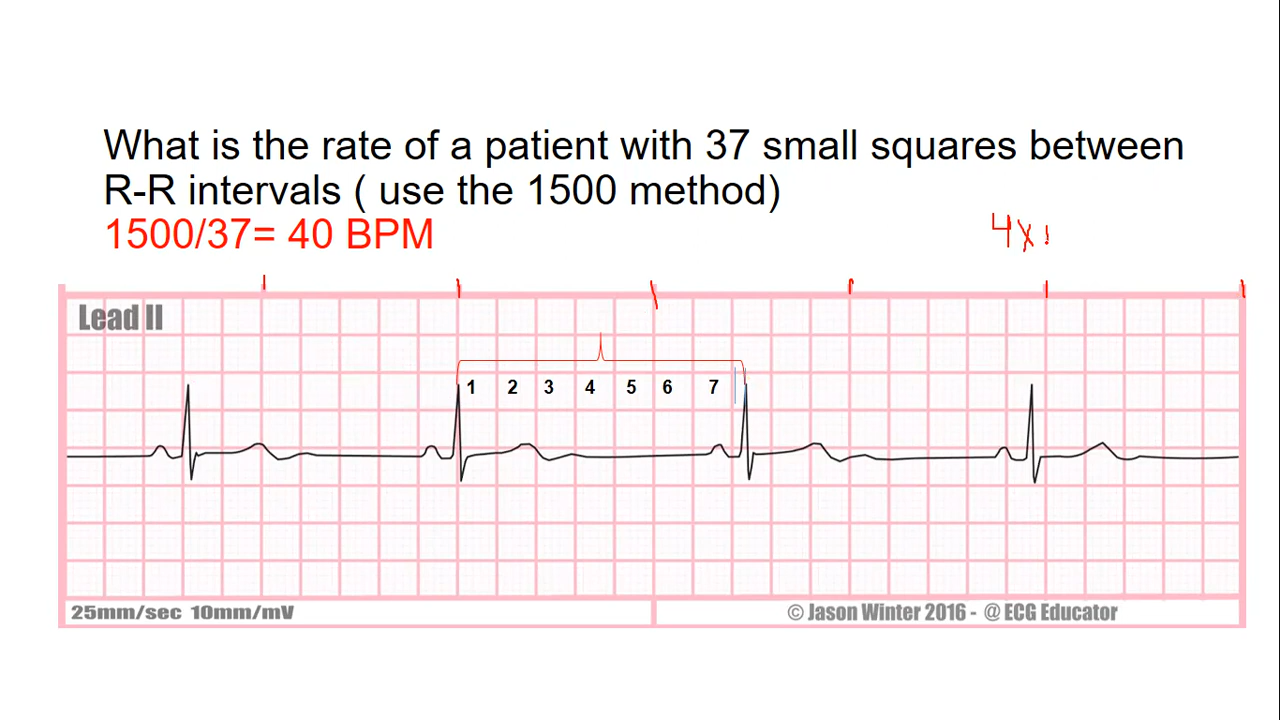 What is the rate of a patient with 37 small squares between
R-R intervals ( use the 1500 method)
1500/37= 40 BPM
4x
Lead II
1 2 3 4 5 6 7
25mm/sec 10mm/mV
© Jason Winter 2016 - @ ECG Educator